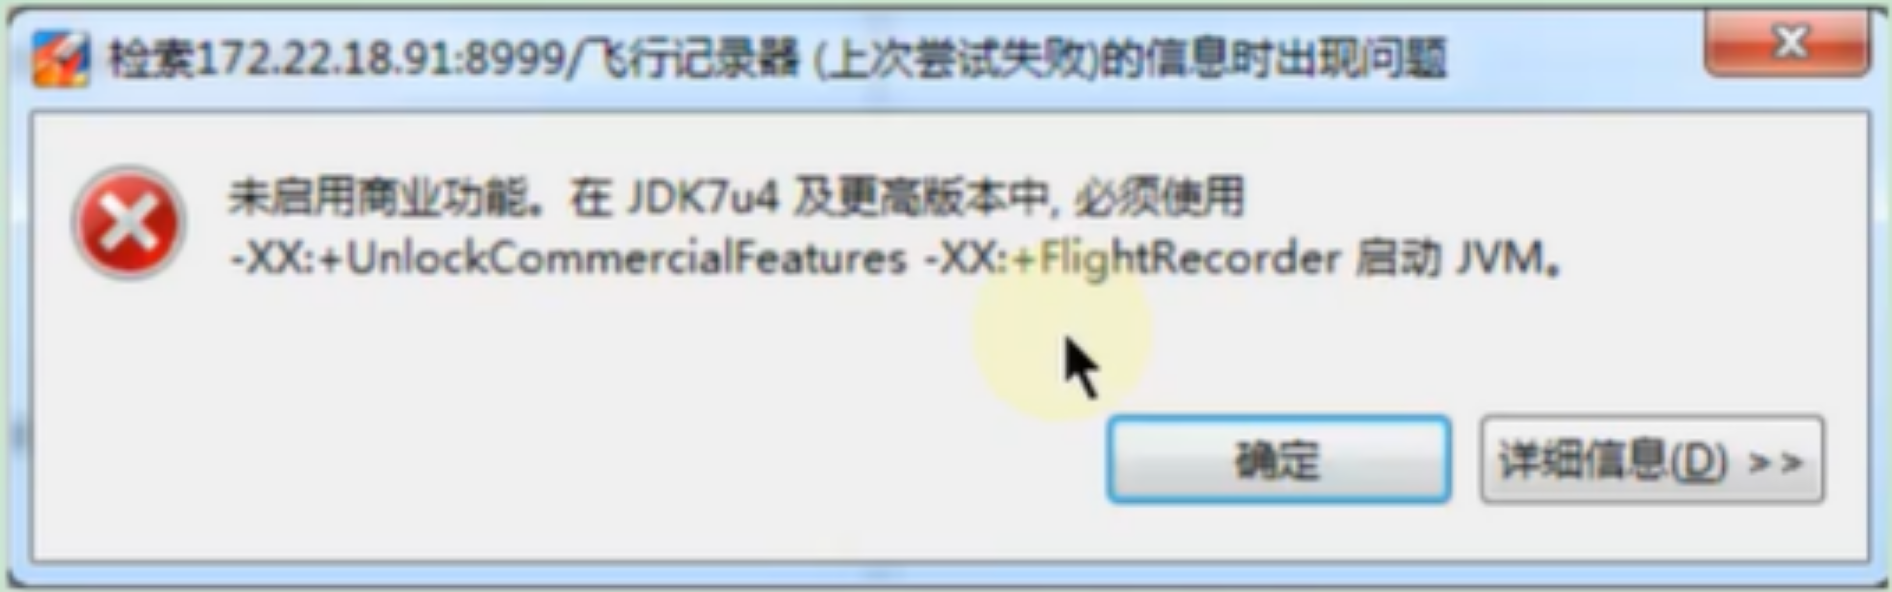 检索172.22.18.91:8999/飞行记录器 (上次尝试失败)的信息时出现问题
未启用商业功能。在 JDK7u4 及更高版本中, 必须使用
-XX:+UnlockCommercialFeatures -XX:+FlightRecorder 启动 JVM。
确定
详细信息(D) >>